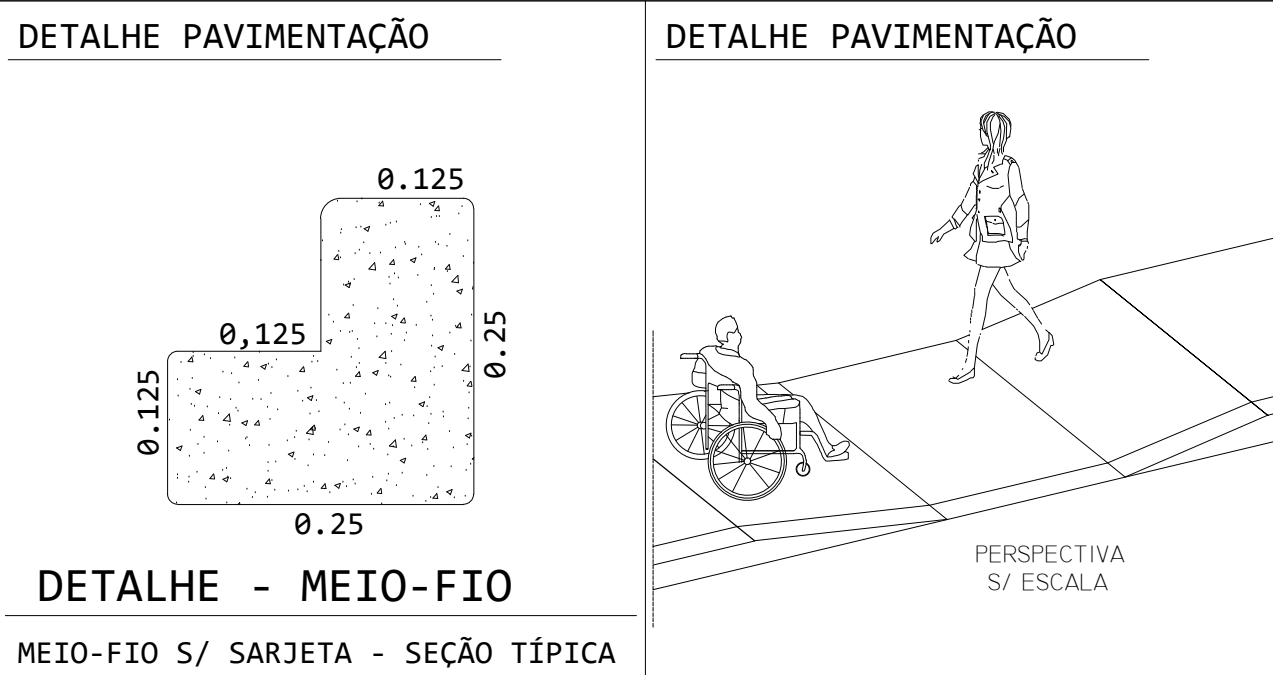 DETALHE PAVIMENTAÇÃO
0.125
0,125
0.25
0.125
0.25
DETALHE - MEIO-FIO
MEIO-FIO S/ SARJETA - SEÇÃO TÍPICA
DETALHE PAVIMENTAÇÃO
PERSPECTIVA
S/ ESCALA